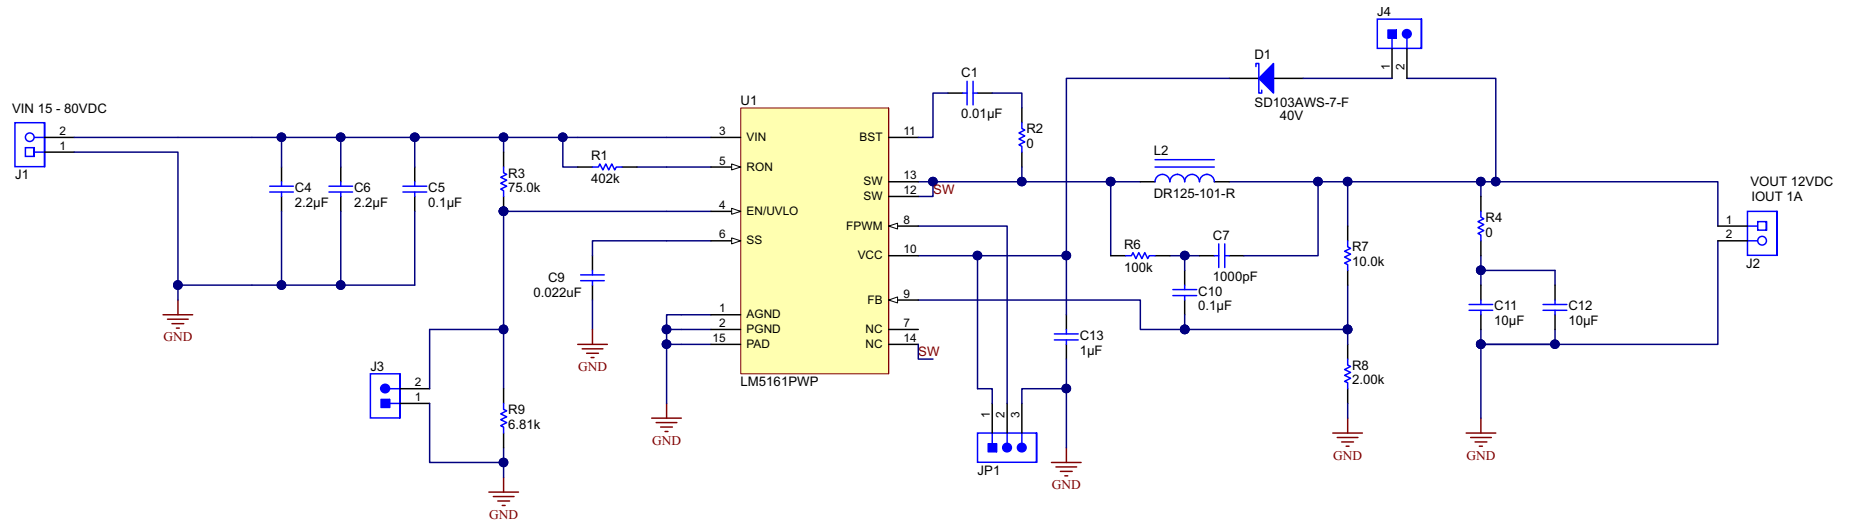 VIN 15 - 80VDC
2
1
J1
GND
C4
2.2µF
C6
2.2µF
C5
0.1µF
R3
75.0k
R1
402k
J3
2
1
R9
6.81k
GND
C9
0.022uF
GND
GND
U1
3 VIN
5 RON
4 EN/UVLO
6 SS
1 AGND
2 PGND
15 PAD
BST 11
SW 13
SW 12
FPWM 8
VCC 10
FB 9
NC 7
NC 14
LM5161PWP
SW
SW
C1
0.01µF
R2
0
JP1
1
2
3
C13
1µF
GND
D1
SD103AWS-7-F
40V
J4
1
2
L2
DR125-101-R
R6
100k
C7
1000pF
C10
0.1µF
R7
10.0k
R8
2.00k
GND
R4
0
C11
10µF
C12
10µF
GND
VOUT 12VDC
IOUT 1A
1
2
J2